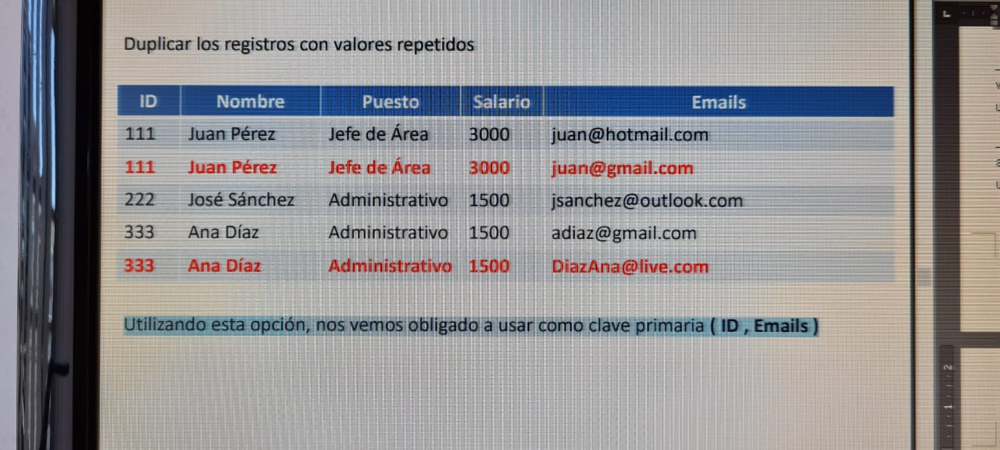 Duplicar los registros con valores repetidos
ID Nombre Puesto Salario Emails
111 Juan Pérez Jefe de Área 3000 juan@hotmail.com
111 Juan Pérez Jefe de Área 3000 juan@gmail.com
222 José Sánchez Administrativo 1500 jsanchez@outlook.com
333 Ana Díaz Administrativo 1500 adiaz@gmail.com
333 Ana Díaz Administrativo 1500 DiazAna@live.com
Utilizando esta opción, nos vemos obligado a usar como clave primaria ( ID , Emails )